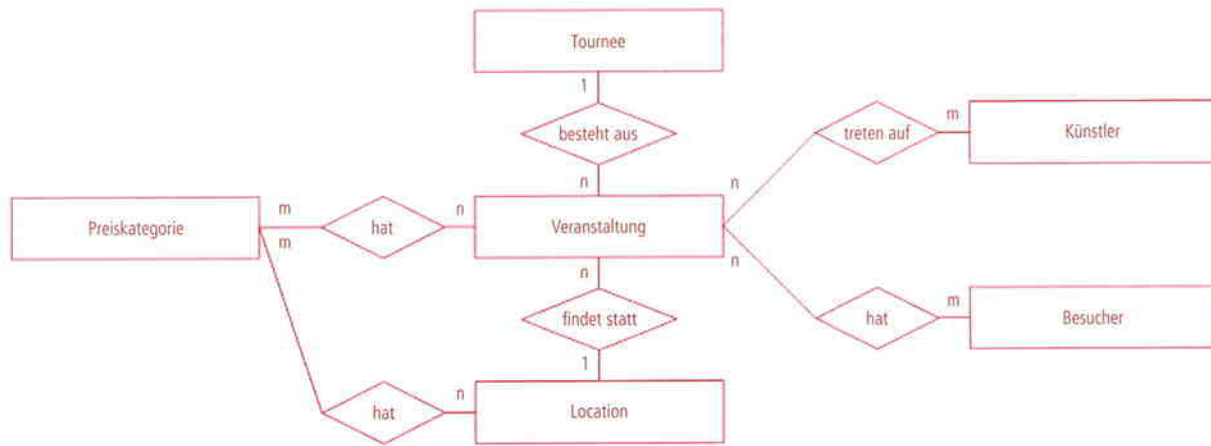 Tournee
1
besteht aus
n
treten auf
m
Künstler
n
Preiskategorie
m
hat
n
Veranstaltung
m
n
n
findet statt
hat
m
Besucher
1
hat
n
Location